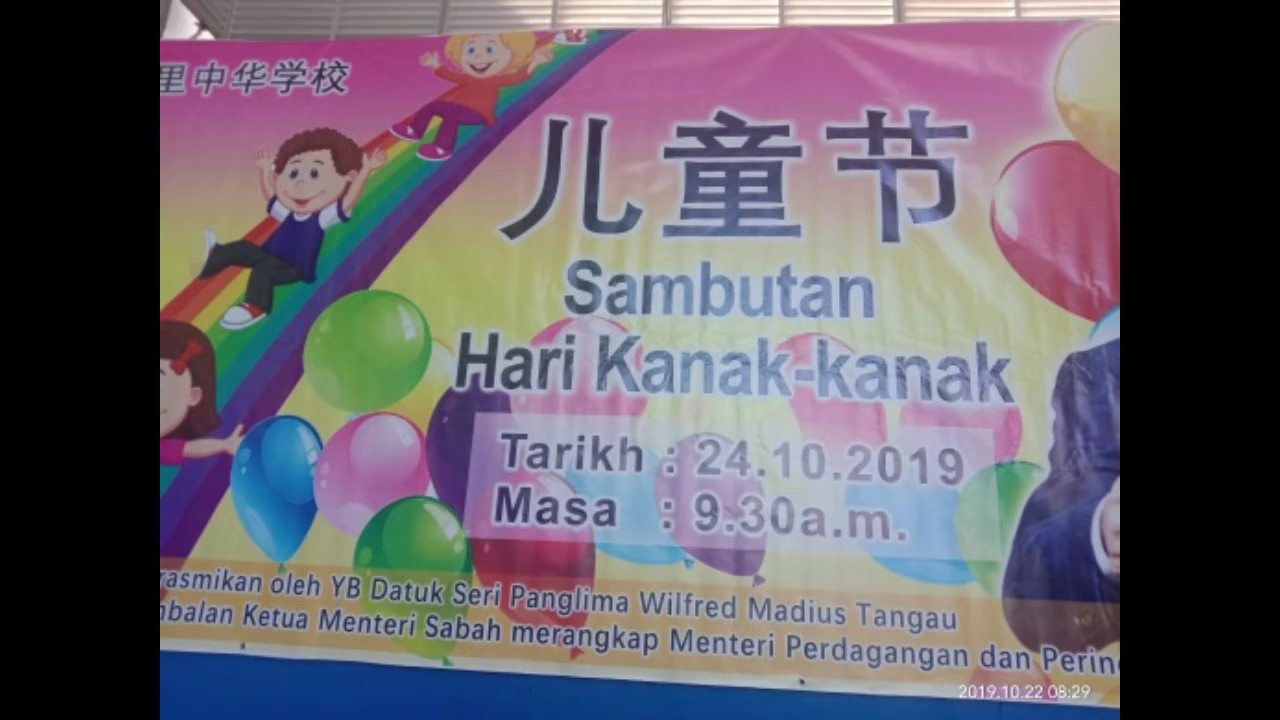 里中华学校
儿童节
Sambutan
Hari Kanak-kanak
Tarikh : 24.10.2019
Masa : 9.30a.m.
rasmikan oleh YB Datuk Seri Panglima Wilfred Madius Tangau
mbalan Ketua Menteri Sabah merangkap Menteri Perdagangan dan Perin
2019.10.22 08:29